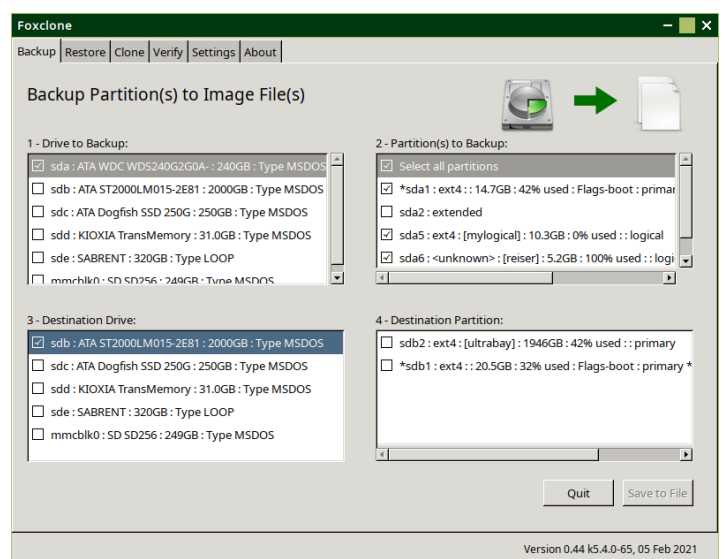 Foxclone
Backup Restore Clone Verify Settings About
Backup Partition(s) to Image File(s)
1 - Drive to Backup:
sda : ATA WDC WDS240G2G0A- : 240GB : Type MSDOS
sdb : ATA ST2000LM015-2E81 : 2000GB : Type MSDOS
sdc : ATA Dogfish SSD 250G : 250GB : Type MSDOS
sdd : KIOXIA TransMemory : 31.0GB : Type MSDOS
sde : SABRENT : 320GB : Type LOOP
mmcblk0 : SD SD256 : 249GB : Type MSDOS
2 - Partition(s) to Backup:
Select all partitions
*sda1 : ext4 : : 14.7GB : 42% used : Flags-boot : primar
sda2 : extended
sda5 : ext4 : [mylogical] : 10.3GB : 0% used : : logical
sda6 : <unknown> : [reiser] : 5.2GB : 100% used : : logi
3 - Destination Drive:
sdb : ATA ST2000LM015-2E81 : 2000GB : Type MSDOS
sdc : ATA Dogfish SSD 250G : 250GB : Type MSDOS
sdd : KIOXIA TransMemory : 31.0GB : Type MSDOS
sde : SABRENT : 320GB : Type LOOP
mmcblk0 : SD SD256 : 249GB : Type MSDOS
4 - Destination Partition:
sdb2 : ext4 : [ultrabay] : 1946GB : 42% used : : primary
*sdb1 : ext4 : : 20.5GB : 32% used : Flags-boot : primary *
Quit Save to File
Version 0.44 k5.4.0-65, 05 Feb 2021